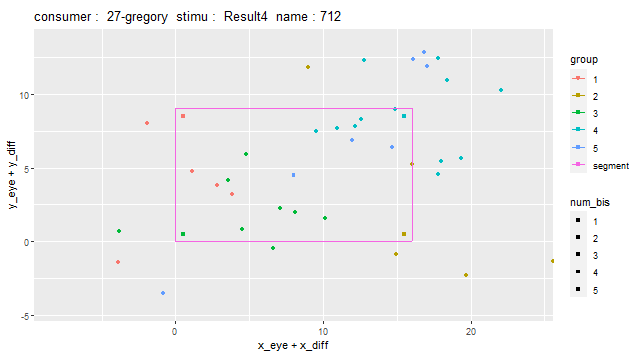 consumer :  27-gregory  stimu :  Result4  name : 712
y_eye + y_diff
10
5
0
-5
0
10
20
x_eye + x_diff
group
1
2
3
4
5
segment
num_bis
1
2
3
4
5